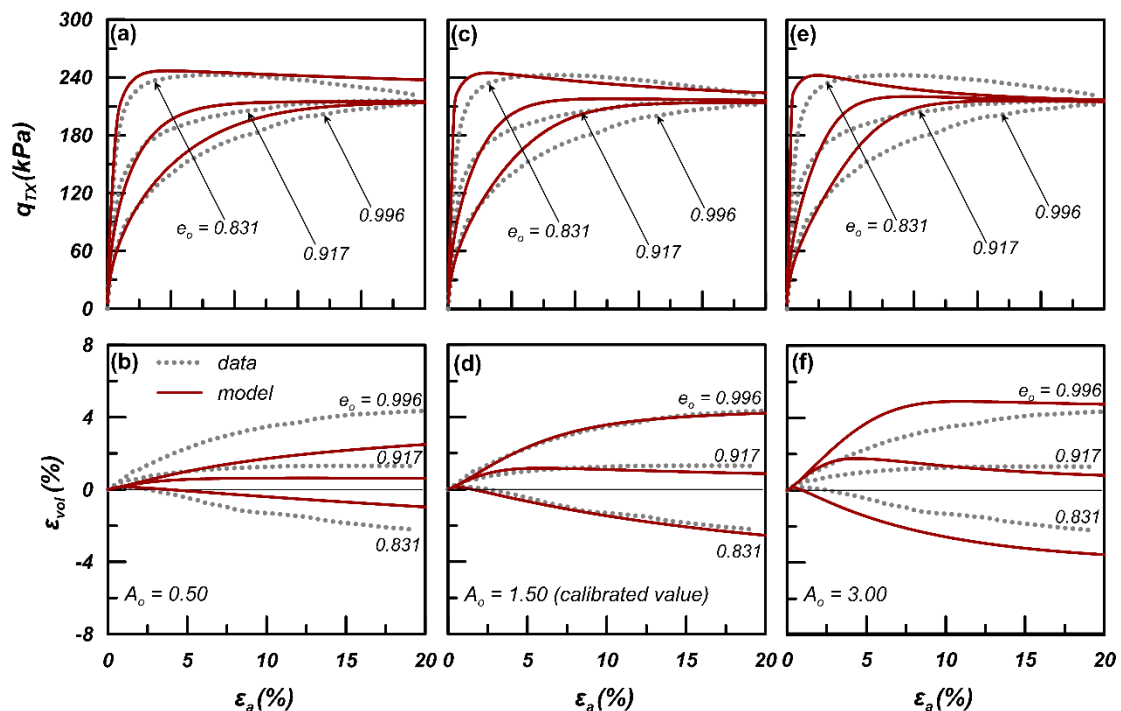 (a) (c) (e)
300
240
180
120
60
0
q_TX (kPa)
e_o = 0.831
0.917
0.996
e_o = 0.831
0.917
0.996
e_o = 0.831
0.917
0.996
(b) (d) (f)
8
4
0
-4
-8
ε_vol (%)
data
model
e_o = 0.996
0.917
0.831
A_o = 0.50
e_o = 0.996
0.917
0.831
A_o = 1.50 (calibrated value)
e_o = 0.996
0.917
0.831
A_o = 3.00
0 5 10 15 20 0 5 10 15 20 0 5 10 15 20
ε_a (%) ε_a (%) ε_a (%)